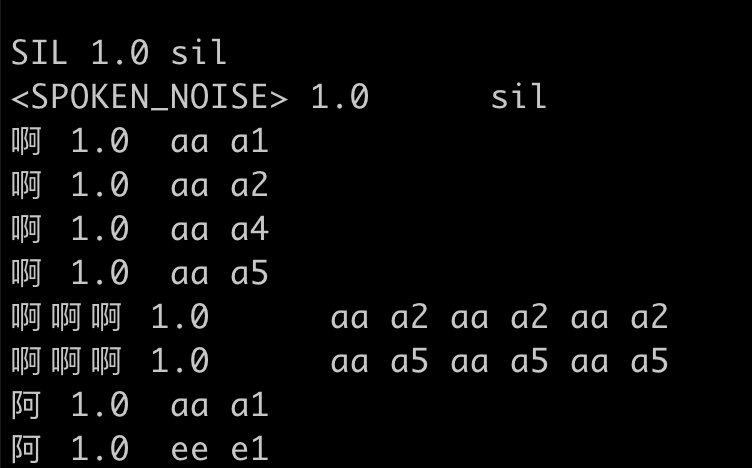 SIL 1.0 sil
<SPOKEN_NOISE> 1.0 sil
啊 1.0 aa a1
啊 1.0 aa a2
啊 1.0 aa a4
啊 1.0 aa a5
啊啊啊 1.0 aa a2 aa a2 aa a2
啊啊啊 1.0 aa a5 aa a5 aa a5
阿 1.0 aa a1
阿 1.0 ee e1